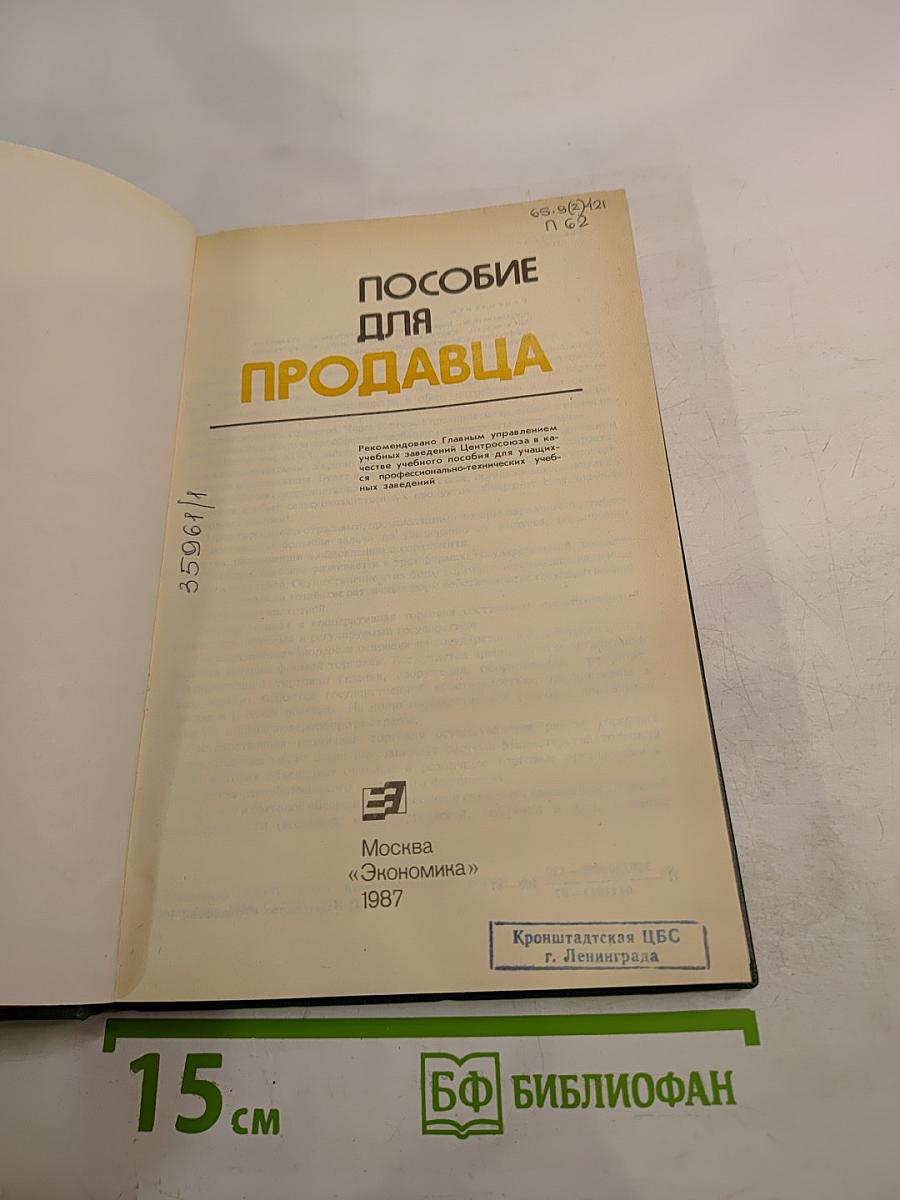 65.9(2)421
П 62
ПОСОБИЕ
ДЛЯ
ПРОДАВЦА
Рекомендовано Главным управлением
учебных заведений Центросоюза в ка-
честве учебного пособия для учащих-
ся профессионально-технических учеб-
ных заведений
35961/1
Москва
«Экономика»
1987
Кронштадтская ЦБС
г. Ленинграда
15 см
БФ БИБЛИОФАН